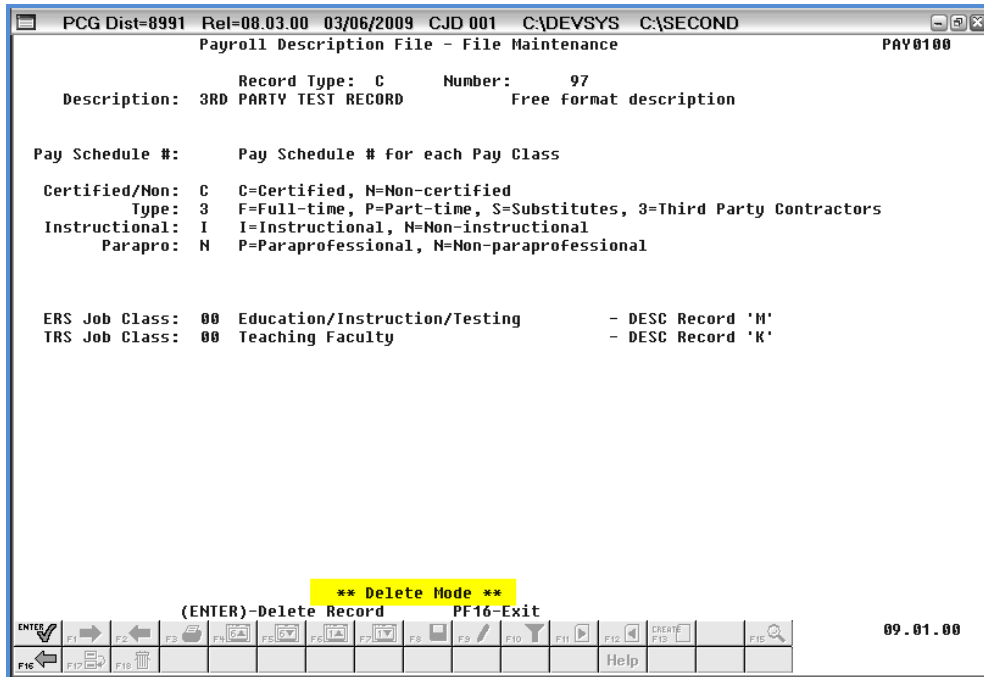 PCG Dist=8991 Rel=08.03.00 03/06/2009 CJD 001 C:\DEVSYS C:\SECOND
Payroll Description File - File Maintenance PAY0100
Record Type: C Number: 97
Description: 3RD PARTY TEST RECORD Free format description
Pay Schedule #: Pay Schedule # for each Pay Class
Certified/Non: C C=Certified, N=Non-certified
Type: 3 F=Full-time, P=Part-time, S=Substitutes, 3=Third Party Contractors
Instructional: I I=Instructional, N=Non-instructional
Parapro: N P=Paraprofessional, N=Non-paraprofessional
ERS Job Class: 00 Education/Instruction/Testing - DESC Record 'M'
TRS Job Class: 00 Teaching Faculty - DESC Record 'K'
** Delete Mode **
(ENTER)-Delete Record PF16-Exit
ENTER F1 F2 F3 F4 6▲ F5 6▼ F6 1▲ F7 1▼ F8 F9 F10 F11 F12 CREATE F13 F15 09.01.00
F16 F17 F18 Help